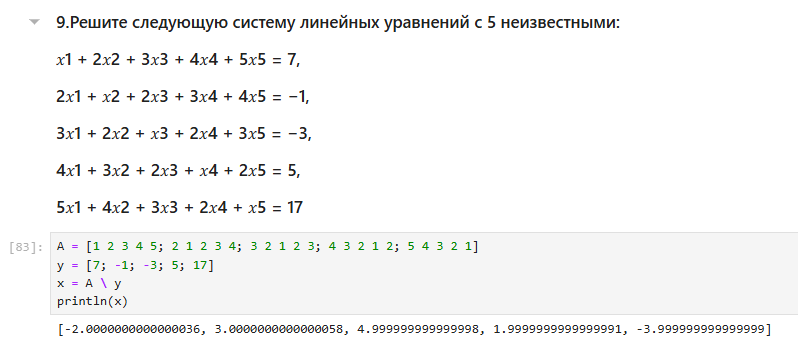 9.Решите следующую систему линейных уравнений с 5 неизвестными:
x1 + 2x2 + 3x3 + 4x4 + 5x5 = 7,
2x1 + x2 + 2x3 + 3x4 + 4x5 = −1,
3x1 + 2x2 + x3 + 2x4 + 3x5 = −3,
4x1 + 3x2 + 2x3 + x4 + 2x5 = 5,
5x1 + 4x2 + 3x3 + 2x4 + x5 = 17
[83]: A = [1 2 3 4 5; 2 1 2 3 4; 3 2 1 2 3; 4 3 2 1 2; 5 4 3 2 1]
y = [7; -1; -3; 5; 17]
x = A \ y
println(x)
[-2.0000000000000036, 3.0000000000000058, 4.999999999999998, 1.9999999999999991, -3.999999999999999]